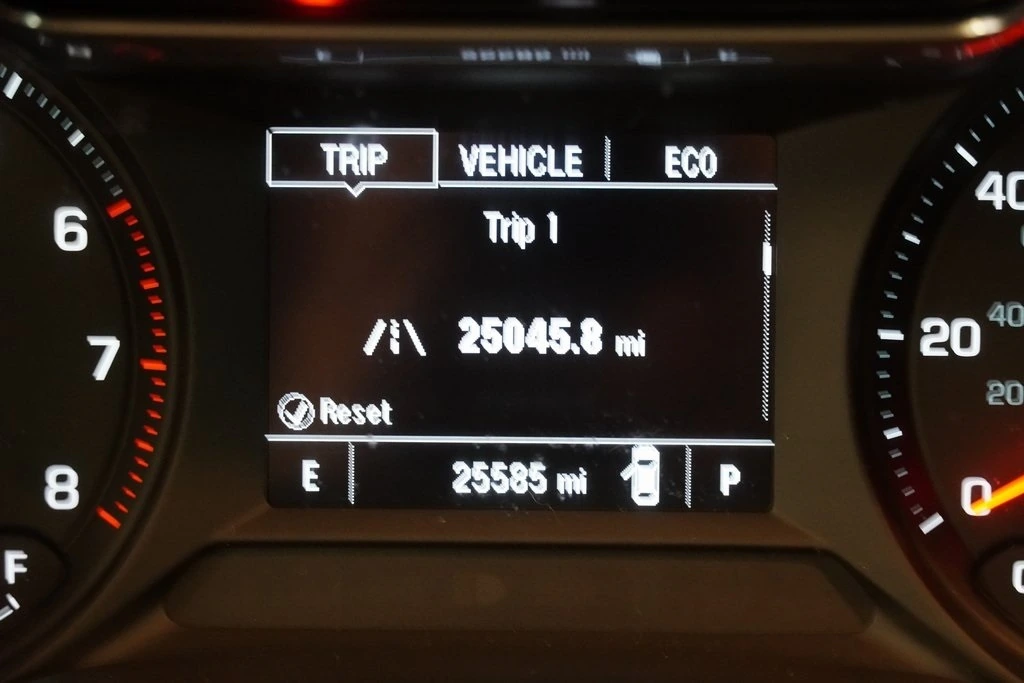 TRIP VEHICLE ECO
Trip 1
25045.8 mi
Reset
E 25585 mi P
6
7
8
F
40
20
0
40
20